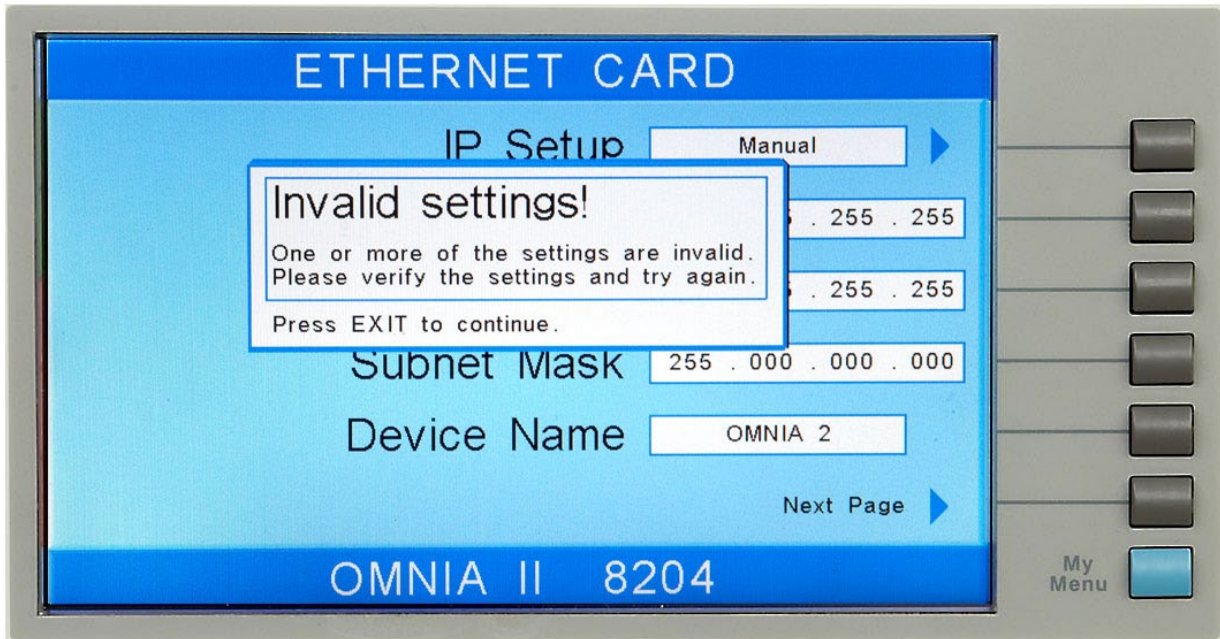 ETHERNET CARD
IP Setup Manual
Invalid settings!
One or more of the settings are invalid.
Please verify the settings and try again.
Press EXIT to continue.
. 255 . 255
. 255 . 255
Subnet Mask 255 . 000 . 000 . 000
Device Name OMNIA 2
Next Page
OMNIA II 8204
My
Menu